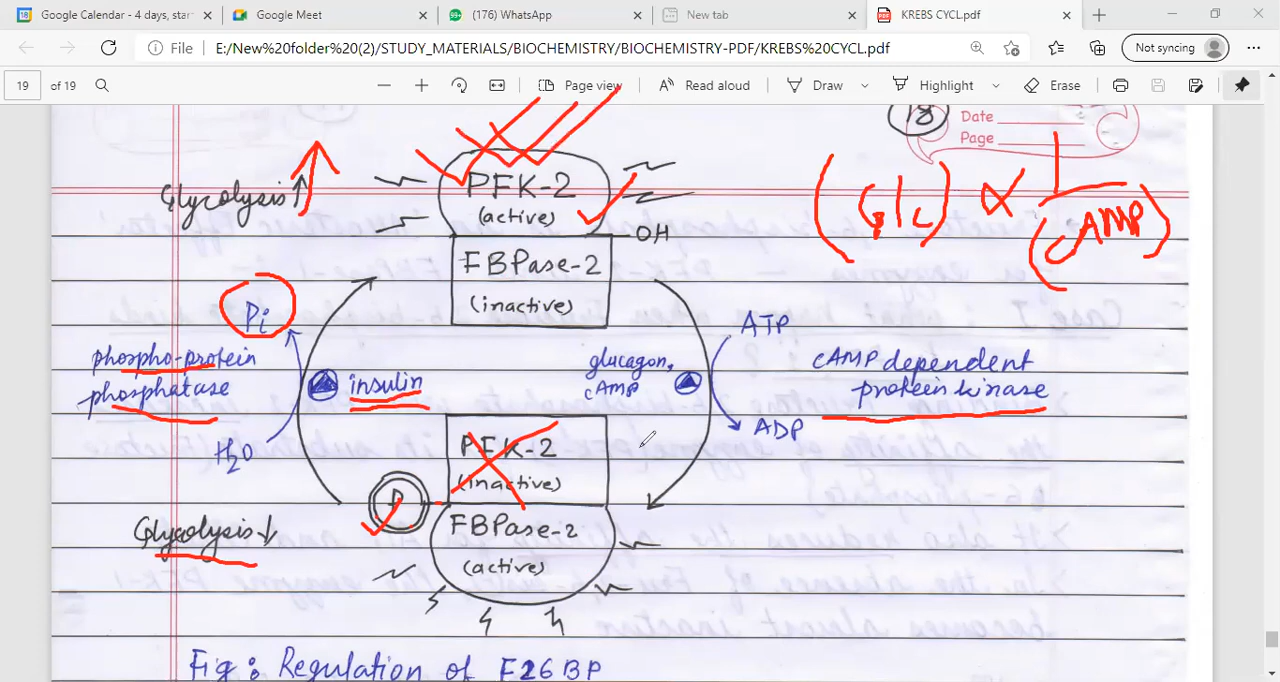 Google Calendar - 4 days, star
Google Meet
(176) WhatsApp
New tab
KREBS CYCL.pdf
File
E:/New%20folder%20(2)/STUDY_MATERIALS/BIOCHEMISTRY/BIOCHEMISTRY-PDF/KREBS%20CYCL.pdf
Not syncing
19 of 19
Page view
Read aloud
Draw
Highlight
Erase
18
Date
Page
Glycolysis ↑
PFK-2
(active)
OH
(Glc) ∝ 1
(cAMP)
FBPase-2
(inactive)
Pi
ATP
phospho-protein
phosphatase
insulin
glucagon,
cAMP
cAMP dependent
protein kinase
H2O
ADP
PFK-2
(inactive)
P
Glycolysis ↓
FBPase-2
(active)
Fig : Regulation of F26BP